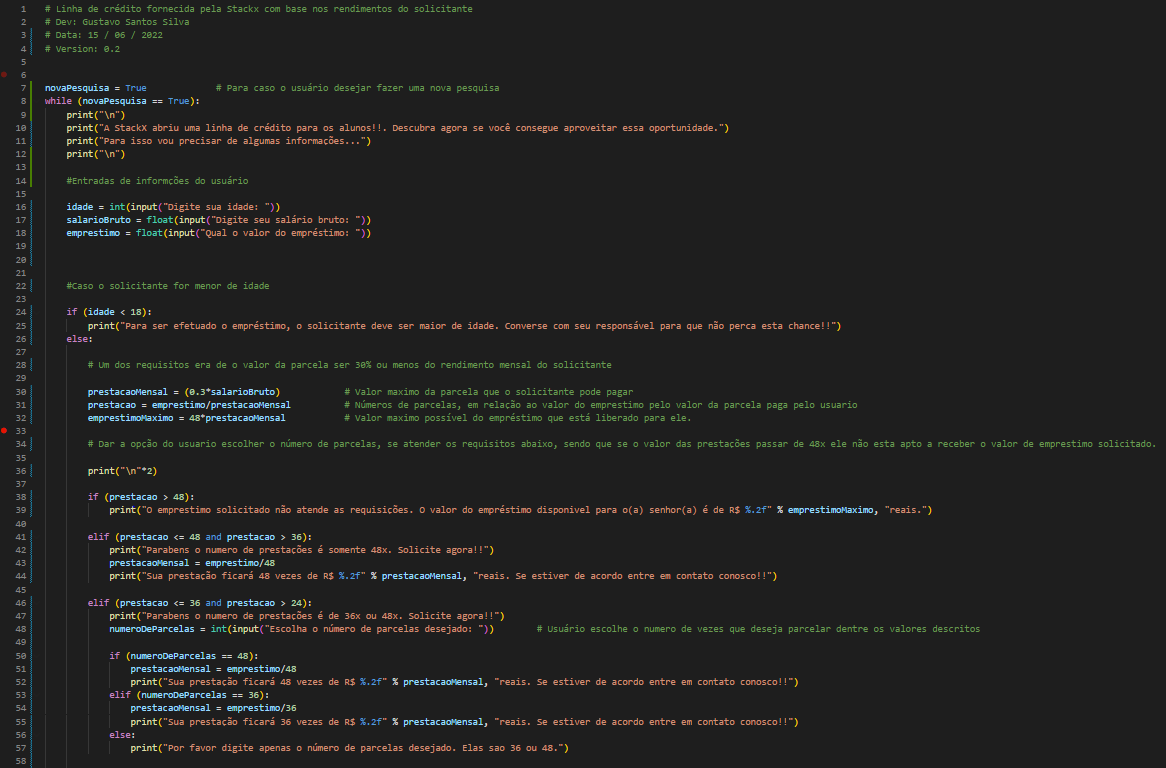 1 # Linha de crédito fornecida pela Stackx com base nos rendimentos do solicitante
2 # Dev: Gustavo Santos Silva
3 # Data: 15 / 06 / 2022
4 # Version: 0.2
5
6
7 novaPesquisa = True # Para caso o usuário desejar fazer uma nova pesquisa
8 while (novaPesquisa == True):
9 print("\n")
10 print("A StackX abriu uma linha de crédito para os alunos!!. Descubra agora se você consegue aproveitar essa oportunidade.")
11 print("Para isso vou precisar de algumas informações...")
12 print("\n")
13
14 #Entradas de informções do usuário
15
16 idade = int(input("Digite sua idade: "))
17 salarioBruto = float(input("Digite seu salário bruto: "))
18 emprestimo = float(input("Qual o valor do empréstimo: "))
19
20
21
22 #Caso o solicitante for menor de idade
23
24 if (idade < 18):
25 print("Para ser efetuado o empréstimo, o solicitante deve ser maior de idade. Converse com seu responsável para que não perca esta chance!!")
26 else:
27
28 # Um dos requisitos era de o valor da parcela ser 30% ou menos do rendimento mensal do solicitante
29
30 prestacaoMensal = (0.3*salarioBruto) # Valor maximo da parcela que o solicitante pode pagar
31 prestacao = emprestimo/prestacaoMensal # Números de parcelas, em relação ao valor do emprestimo pelo valor da parcela paga pelo usuario
32 emprestimoMaximo = 48*prestacaoMensal # Valor maximo possível do empréstimo que está liberado para ele.
33
34 # Dar a opção do usuario escolher o número de parcelas, se atender os requisitos abaixo, sendo que se o valor das prestações passar de 48x ele não esta apto a receber o valor de emprestimo solicitado.
35
36 print("\n"*2)
37
38 if (prestacao > 48):
39 print("O emprestimo solicitado não atende as requisições. O valor do empréstimo disponivel para o(a) senhor(a) é de R$ %.2f" % emprestimoMaximo, "reais.")
40
41 elif (prestacao <= 48 and prestacao > 36):
42 print("Parabens o numero de prestações é somente 48x. Solicite agora!!")
43 prestacaoMensal = emprestimo/48
44 print("Sua prestação ficará 48 vezes de R$ %.2f" % prestacaoMensal, "reais. Se estiver de acordo entre em contato conosco!!")
45
46 elif (prestacao <= 36 and prestacao > 24):
47 print("Parabens o numero de prestações é de 36x ou 48x. Solicite agora!!")
48 numeroDeParcelas = int(input("Escolha o número de parcelas desejado: ")) # Usuário escolhe o numero de vezes que deseja parcelar dentre os valores descritos
49
50 if (numeroDeParcelas == 48):
51 prestacaoMensal = emprestimo/48
52 print("Sua prestação ficará 48 vezes de R$ %.2f" % prestacaoMensal, "reais. Se estiver de acordo entre em contato conosco!!")
53 elif (numeroDeParcelas == 36):
54 prestacaoMensal = emprestimo/36
55 print("Sua prestação ficará 36 vezes de R$ %.2f" % prestacaoMensal, "reais. Se estiver de acordo entre em contato conosco!!")
56 else:
57 print("Por favor digite apenas o número de parcelas desejado. Elas sao 36 ou 48.")
58